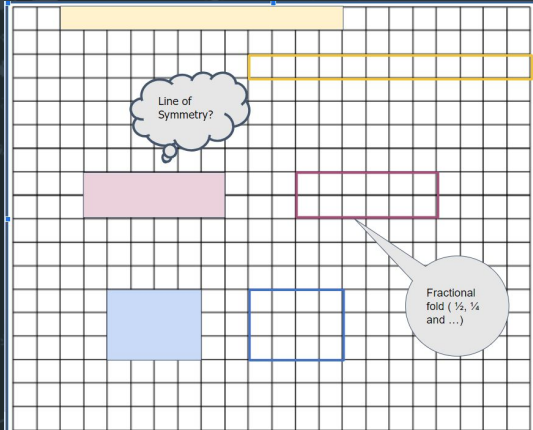 Line of
Symmetry?
Fractional
fold ( ½, ¼
and ...)